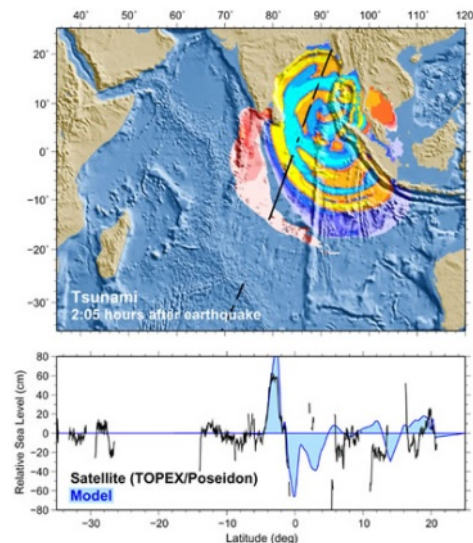 40° 50° 60° 70° 80° 90° 100° 110° 120°
20°
10°
0°
−10°
−20°
−30°
Tsunami
2:05 hours after earthquake
80
60
40
20
0
−20
−40
−60
−80
Relative Sea Level (cm)
Satellite (TOPEX/Poseidon)
Model
−30 −20 −10 0 10 20
Latitude (deg)